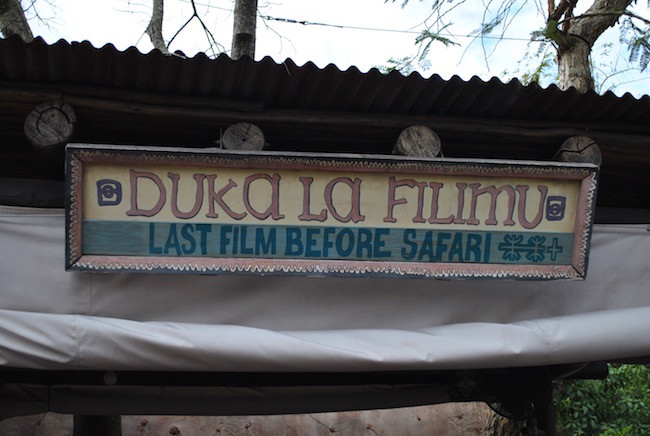 DUKA LA FILIMU
LAST FILM BEFORE SAFARI